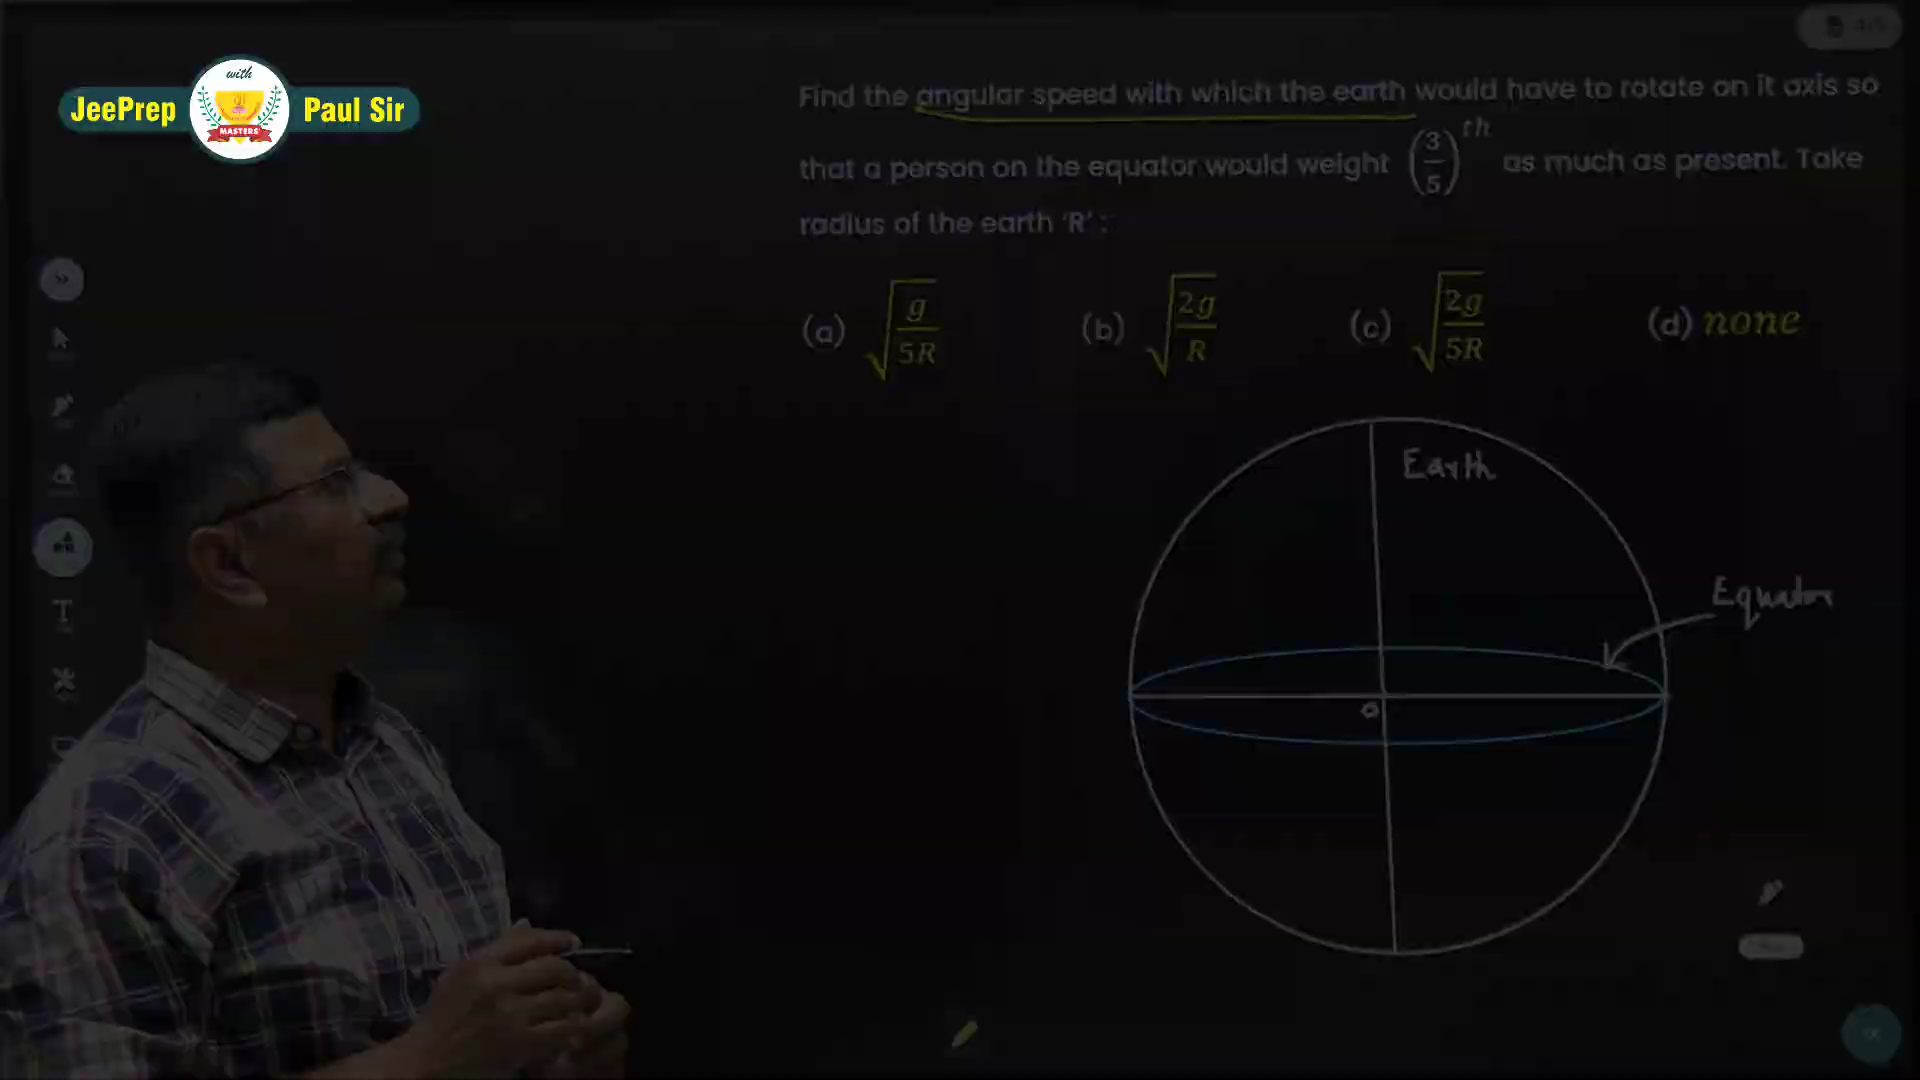 with
JeePrep
MASTERS
Paul Sir
Find the angular speed with which the earth would have to rotate on it axis so
that a person on the equator would weight (3/5)^th as much as present. Take
radius of the earth 'R' :
(a) √(g/5R) (b) √(2g/R) (c) √(2g/5R) (d) none
Earth
Equator
O
T